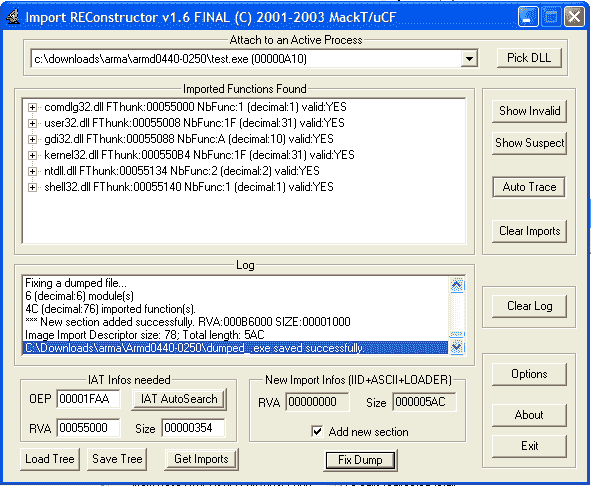 Import REConstructor v1.6 FINAL (C) 2001-2003 MackT/uCF
Attach to an Active Process
c:\downloads\arma\armd0440-0250\test.exe (00000A10)
Pick DLL
Imported Functions Found
comdlg32.dll FThunk:00055000 NbFunc:1 (decimal:1) valid:YES
user32.dll FThunk:00055008 NbFunc:1F (decimal:31) valid:YES
gdi32.dll FThunk:00055088 NbFunc:A (decimal:10) valid:YES
kernel32.dll FThunk:000550B4 NbFunc:1F (decimal:31) valid:YES
ntdll.dll FThunk:00055134 NbFunc:2 (decimal:2) valid:YES
shell32.dll FThunk:00055140 NbFunc:1 (decimal:1) valid:YES
Show Invalid
Show Suspect
Auto Trace
Clear Imports
Log
Fixing a dumped file...
6 (decimal:6) module(s)
4C (decimal:76) imported function(s).
*** New section added successfully. RVA:000B6000 SIZE:00001000
Image Import Descriptor size: 78; Total length: 5AC
C:\Downloads\arma\Armd0440-0250\dumped_.exe saved successfully.
Clear Log
IAT Infos needed
OEP 00001FAA IAT AutoSearch
RVA 00055000 Size 00000354
New Import Infos (IID+ASCII+LOADER)
RVA 00000000 Size 000005AC
Add new section
Options
About
Exit
Load Tree Save Tree Get Imports Fix Dump